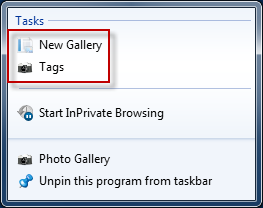 Tasks
New Gallery
Tags
Start InPrivate Browsing
Photo Gallery
Unpin this program from taskbar